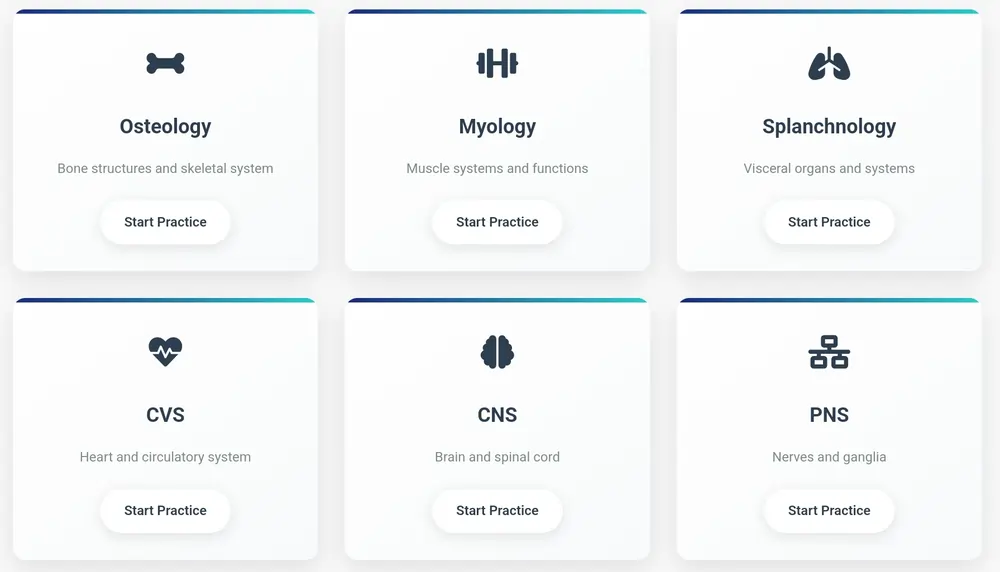 Osteology
Bone structures and skeletal system
Start Practice
Myology
Muscle systems and functions
Start Practice
Splanchnology
Visceral organs and systems
Start Practice
CVS
Heart and circulatory system
Start Practice
CNS
Brain and spinal cord
Start Practice
PNS
Nerves and ganglia
Start Practice